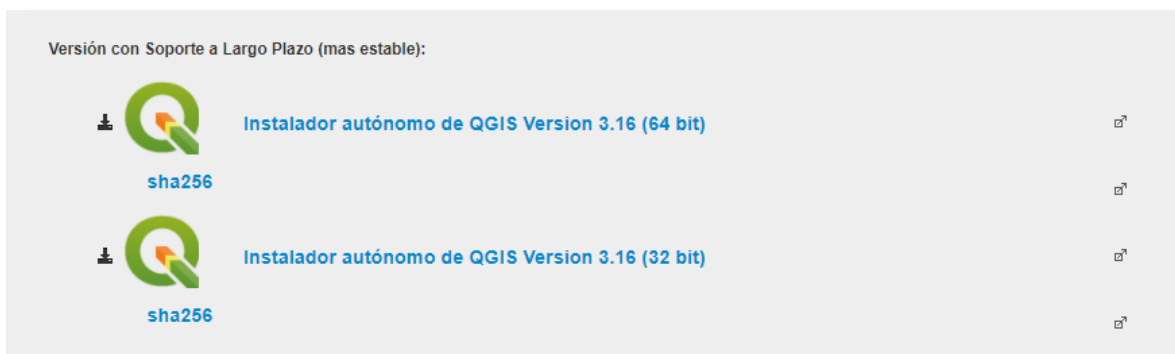 Versión con Soporte a Largo Plazo (mas estable):
Instalador autónomo de QGIS Version 3.16 (64 bit)
sha256
Instalador autónomo de QGIS Version 3.16 (32 bit)
sha256